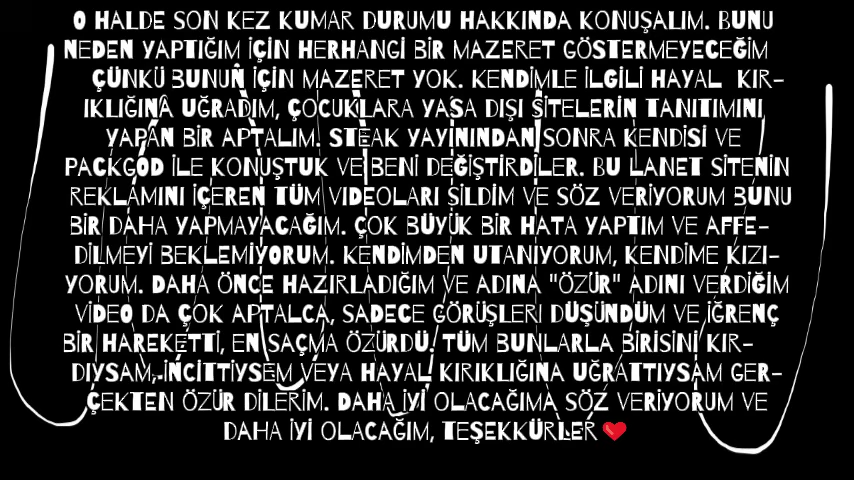 O HALDE SON KEZ KUMAR DURUMU HAKKINDA KONUŞALIM. BUNU
NEDEN YAPTIĞIM İÇİN HERHANGİ BİR MAZERET GÖSTERMEYECEĞİM
ÇÜNKÜ BUNUN İÇİN MAZERET YOK. KENDİMLE İLGİLİ HAYAL KIR-
IKLIĞINA UĞRADIM, ÇOCUKLARA YASA DIŞI SİTELERİN TANITIMINI
YAPAN BİR APTALIM. STEAK YAYININDAN SONRA KENDİSİ VE
PACKGOD İLE KONUŞTUK VE BENİ DEĞİŞTİRDİLER. BU LANET SİTENİN
REKLAMINI İÇEREN TÜM VIDEOLARI SİLDİM VE SÖZ VERİYORUM BUNU
BİR DAHA YAPMAYACAĞIM. ÇOK BÜYÜK BİR HATA YAPTIM VE AFFE-
DİLMEYİ BEKLEMİYORUM. KENDİMDEN UTANIYORUM, KENDİME KIZI-
YORUM. DAHA ÖNCE HAZIRLADIĞIM VE ADINA "ÖZÜR" ADINI VERDİĞİM
VİDEO DA ÇOK APTALCA, SADECE GÖRÜŞLERİ DÜŞÜNDÜM VE İĞRENÇ
BİR HAREKETTİ, EN SAÇMA ÖZÜRDÜ. TÜM BUNLARLA BİRİSİNİ KIR-
DIYSAM, İNCİTTİYSEM VEYA HAYAL KIRIKLIĞINA UĞRATTIYSAM GER-
ÇEKTEN ÖZÜR DİLERİM. DAHA İYİ OLACAĞIMA SÖZ VERİYORUM VE
DAHA İYİ OLACAĞIM, TEŞEKKÜRLER ❤️